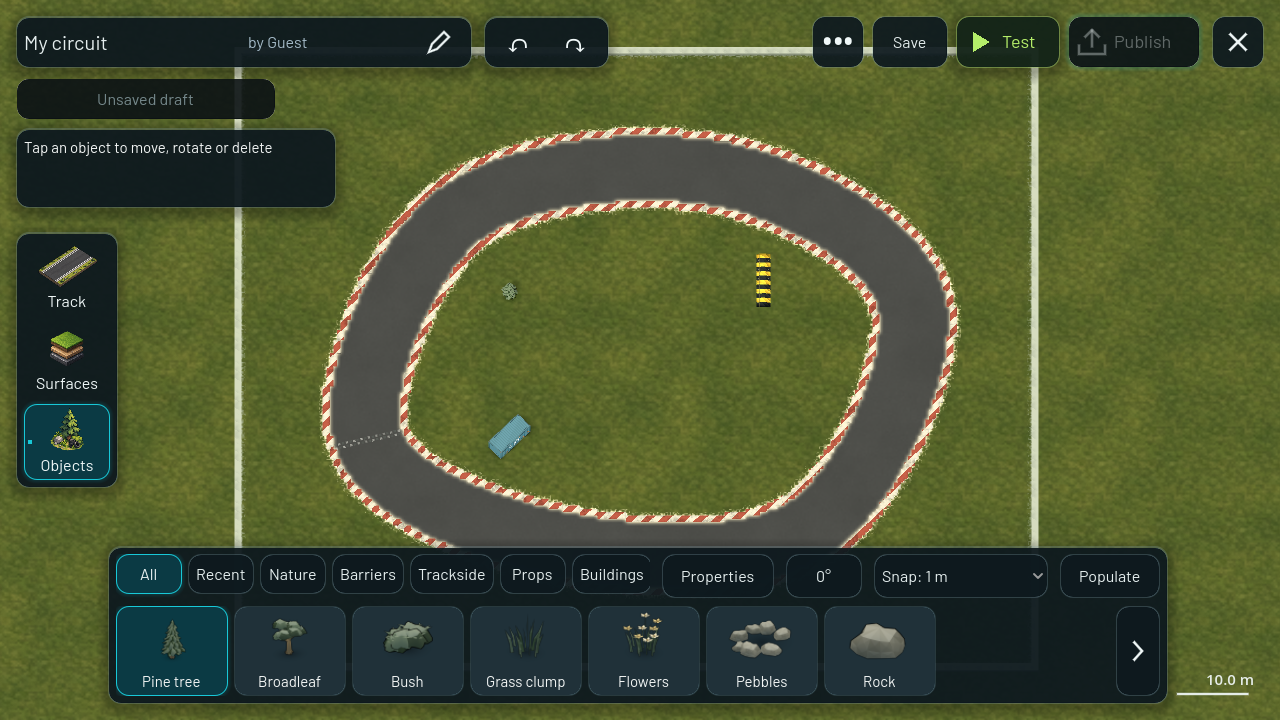 My circuit
by Guest
Save
Test
Publish
Unsaved draft
Tap an object to move, rotate or delete
Track
Surfaces
Objects
All
Recent
Nature
Barriers
Trackside
Props
Buildings
Properties
0°
Snap: 1 m
Populate
Pine tree
Broadleaf
Bush
Grass clump
Flowers
Pebbles
Rock
10.0 m